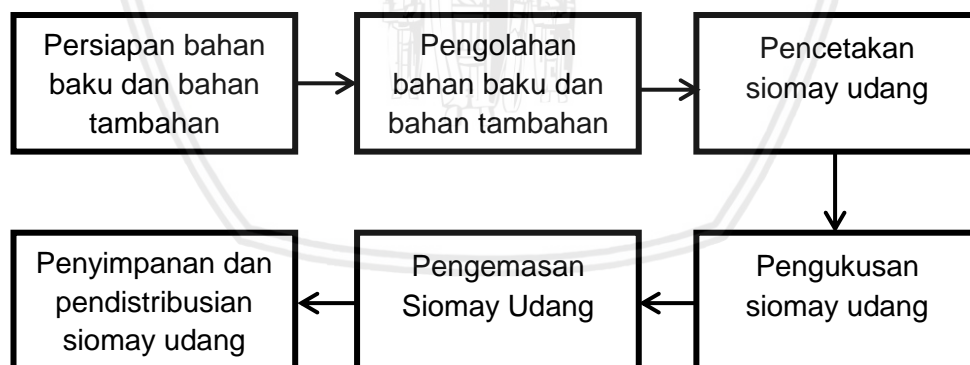 Persiapan bahan
baku dan bahan
tambahan
Pengolahan
bahan baku dan
bahan tambahan
Pencetakan
siomay udang
Pengukusan
siomay udang
Pengemasan
Siomay Udang
Penyimpanan dan
pendistribusian
siomay udang